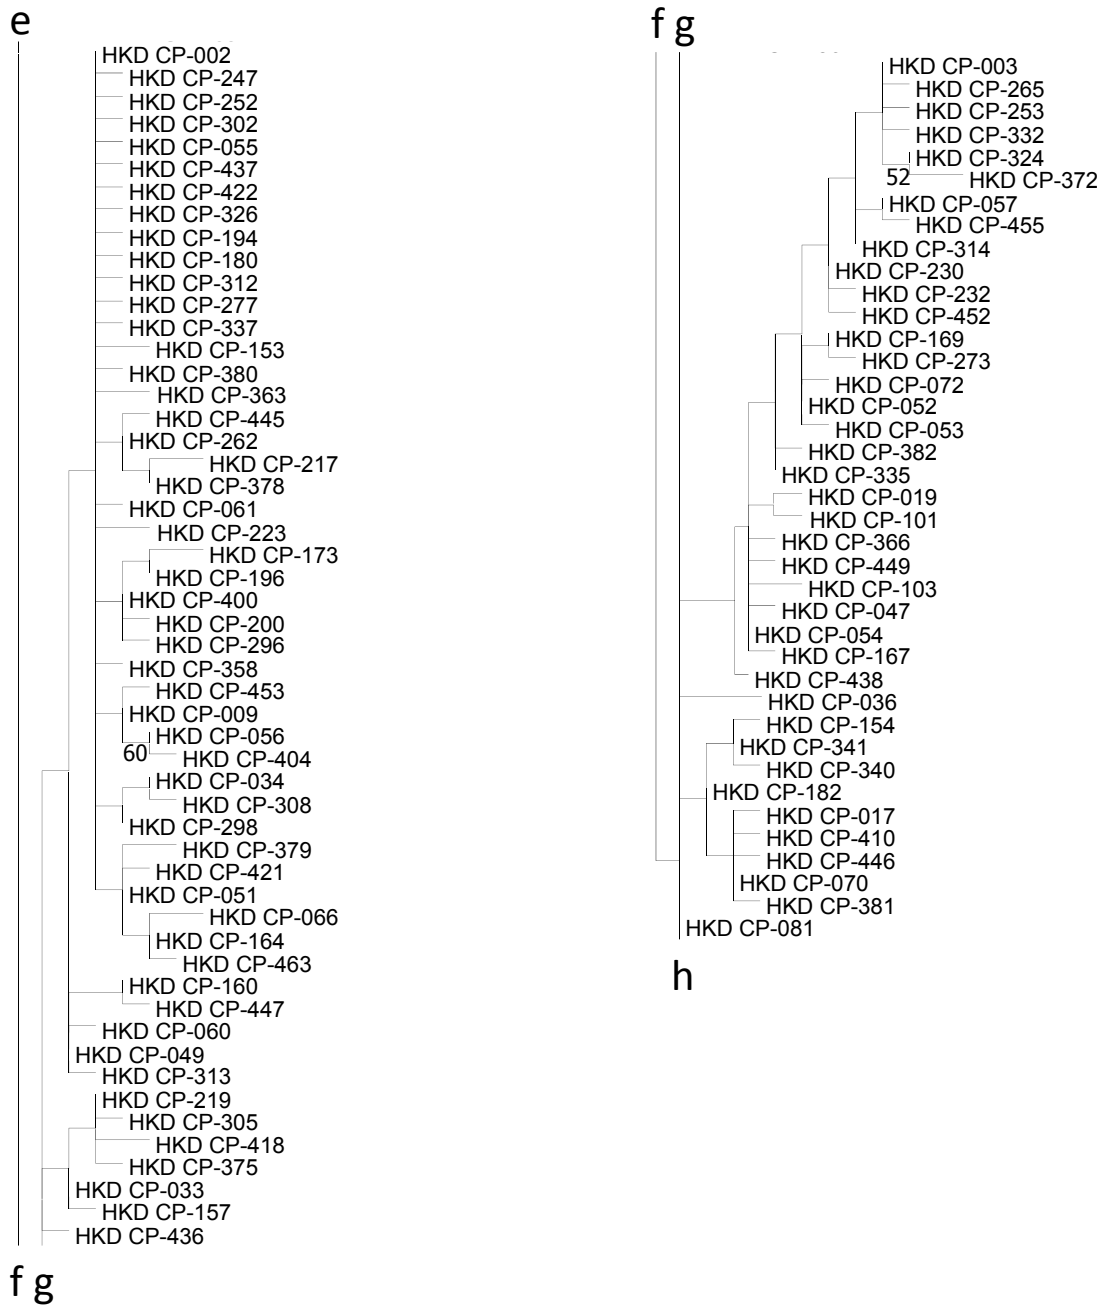 e
HKD CP-002
HKD CP-247
HKD CP-252
HKD CP-302
HKD CP-055
HKD CP-437
HKD CP-422
HKD CP-326
HKD CP-194
HKD CP-180
HKD CP-312
HKD CP-277
HKD CP-337
HKD CP-153
HKD CP-380
HKD CP-363
HKD CP-445
HKD CP-262
HKD CP-217
HKD CP-378
HKD CP-061
HKD CP-223
HKD CP-173
HKD CP-196
HKD CP-400
HKD CP-200
HKD CP-296
HKD CP-358
HKD CP-453
HKD CP-009
HKD CP-056
60
HKD CP-404
HKD CP-034
HKD CP-308
HKD CP-298
HKD CP-379
HKD CP-421
HKD CP-051
HKD CP-066
HKD CP-164
HKD CP-463
HKD CP-160
HKD CP-447
HKD CP-060
HKD CP-049
HKD CP-313
HKD CP-219
HKD CP-305
HKD CP-418
HKD CP-375
HKD CP-033
HKD CP-157
HKD CP-436
f g
f g
HKD CP-003
HKD CP-265
HKD CP-253
HKD CP-332
HKD CP-324
52
HKD CP-372
HKD CP-057
HKD CP-455
HKD CP-314
HKD CP-230
HKD CP-232
HKD CP-452
HKD CP-169
HKD CP-273
HKD CP-072
HKD CP-052
HKD CP-053
HKD CP-382
HKD CP-335
HKD CP-019
HKD CP-101
HKD CP-366
HKD CP-449
HKD CP-103
HKD CP-047
HKD CP-054
HKD CP-167
HKD CP-438
HKD CP-036
HKD CP-154
HKD CP-341
HKD CP-340
HKD CP-182
HKD CP-017
HKD CP-410
HKD CP-446
HKD CP-070
HKD CP-381
HKD CP-081
h